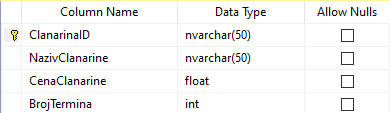 Column Name Data Type Allow Nulls
ClanarinaID nvarchar(50)
NazivClanarine nvarchar(50)
CenaClanarine float
BrojTermina int